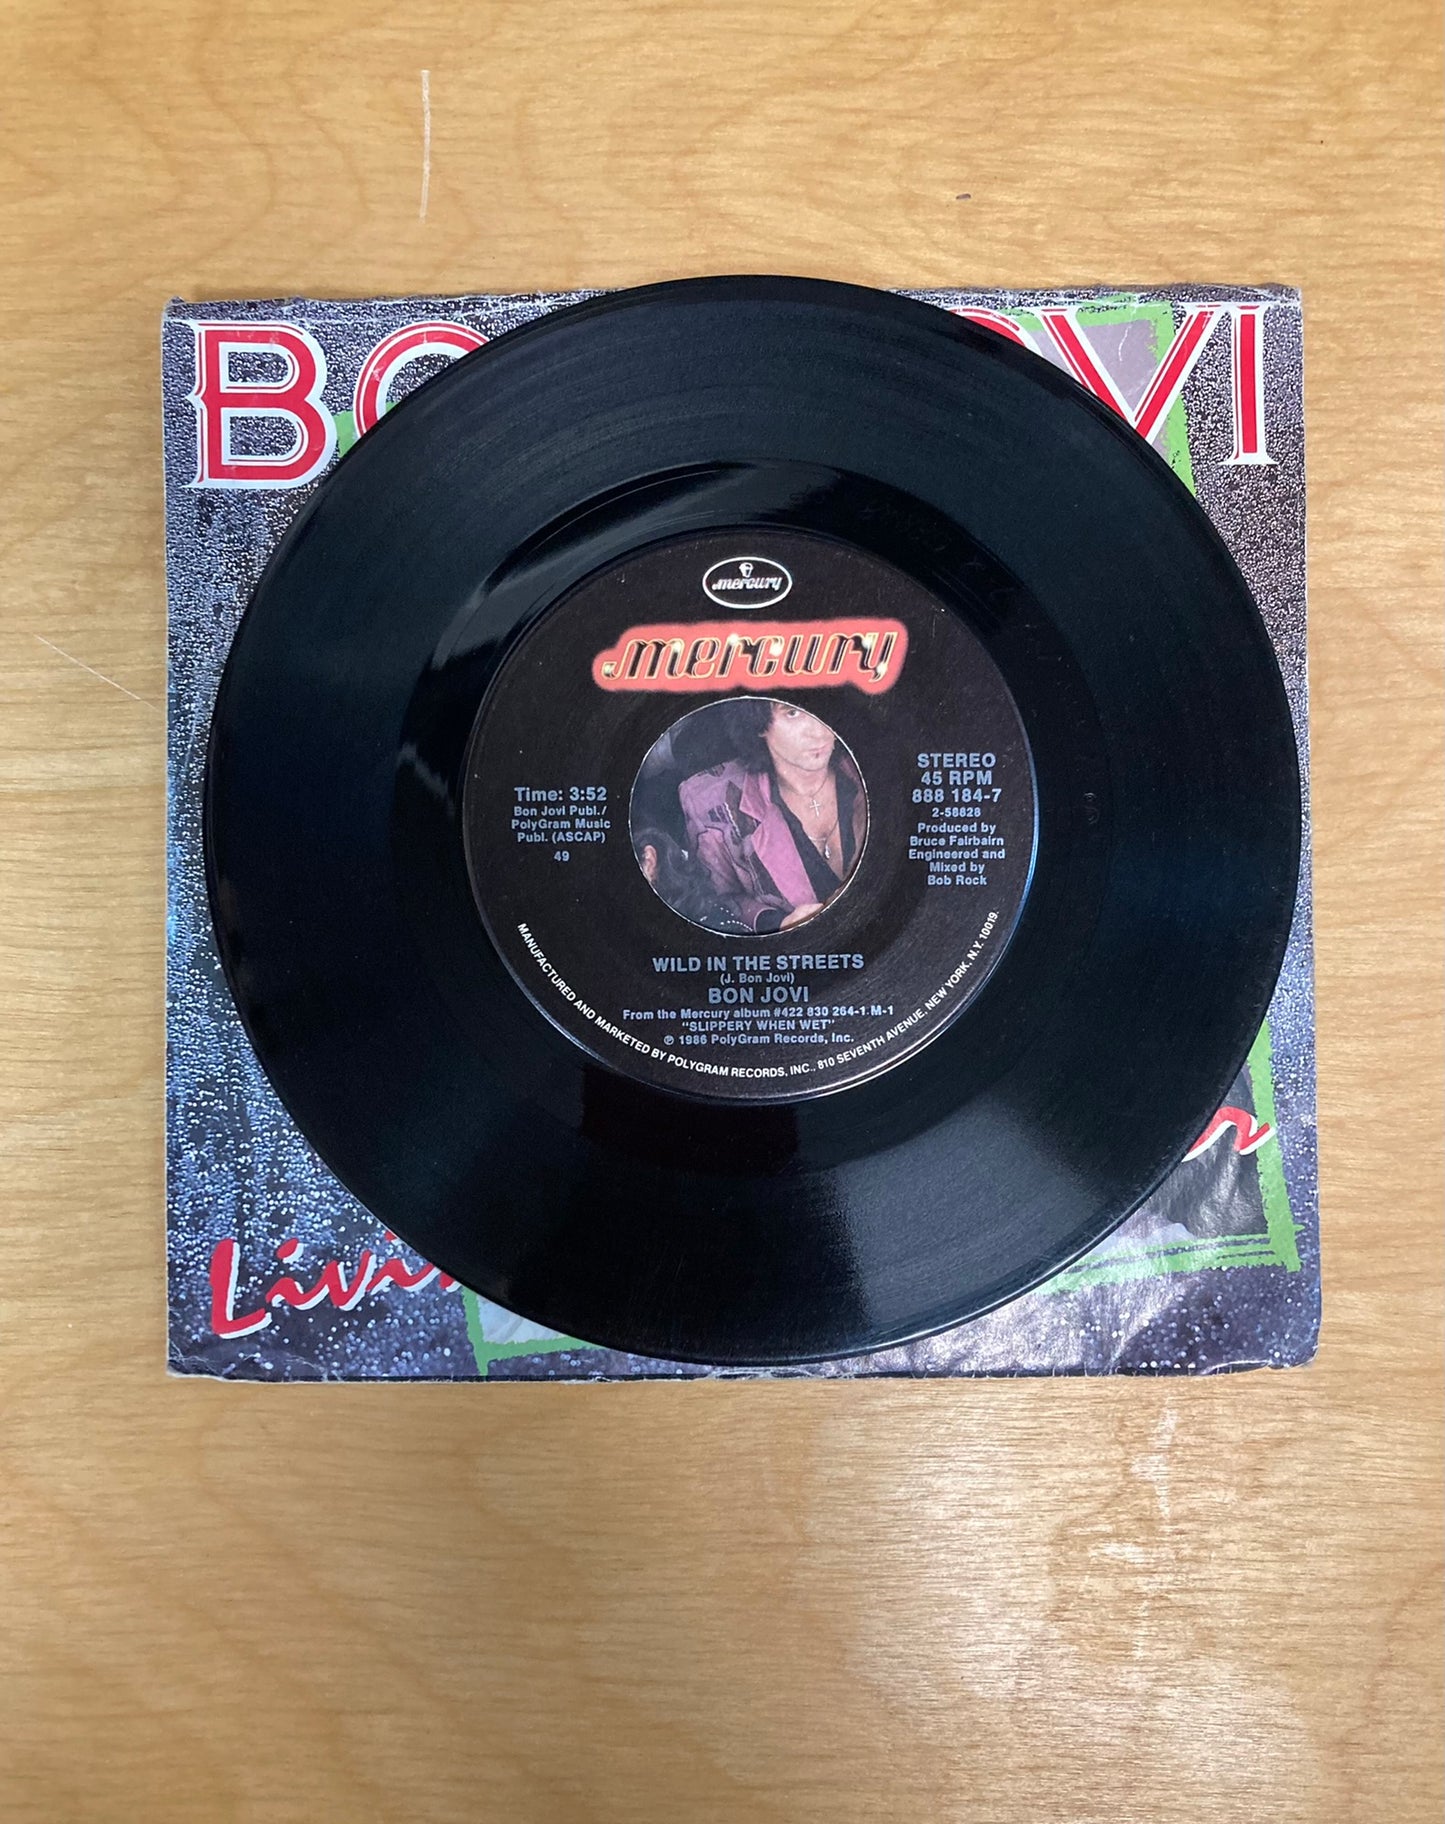 BO
OVI
mercury
mercury
Time: 3:52
Bon Jovi Publ./
PolyGram Music
Publ. (ASCAP)
49
STEREO
45 RPM
888 184-7
2-58828
Produced by
Bruce Fairbairn
Engineered and
Mixed by
Bob Rock
WILD IN THE STREETS
(J. Bon Jovi)
BON JOVI
From the Mercury album #422 830 264-1 M-1
"SLIPPERY WHEN WET"
℗ 1986 PolyGram Records, Inc.
MANUFACTURED AND MARKETED BY POLYGRAM RECORDS, INC., 810 SEVENTH AVENUE, NEW YORK, N.Y. 10019.
Livi